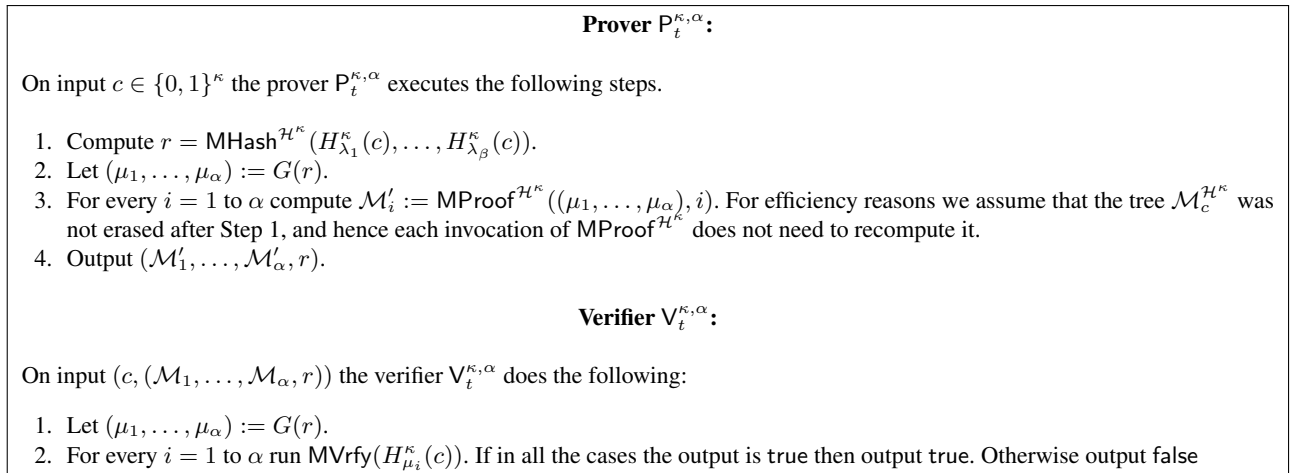 Prover P_t^{κ,α}:
On input c ∈ {0, 1}^κ the prover P_t^{κ,α} executes the following steps.
1. Compute r = MHash^{ℋ^κ}(H^κ_{λ_1}(c), . . . , H^κ_{λ_β}(c)).
2. Let (μ_1, . . . , μ_α) := G(r).
3. For every i = 1 to α compute ℳ′_i := MProof^{ℋ^κ}((μ_1, . . . , μ_α), i). For efficiency reasons we assume that the tree ℳ_c^{ℋ^κ} was
not erased after Step 1, and hence each invocation of MProof^{ℋ^κ} does not need to recompute it.
4. Output (ℳ′_1, . . . , ℳ′_α, r).
Verifier V_t^{κ,α}:
On input (c, (ℳ_1, . . . , ℳ_α, r)) the verifier V_t^{κ,α} does the following:
1. Let (μ_1, . . . , μ_α) := G(r).
2. For every i = 1 to α run MVrfy(H^κ_{μ_i}(c)). If in all the cases the output is true then output true. Otherwise output false